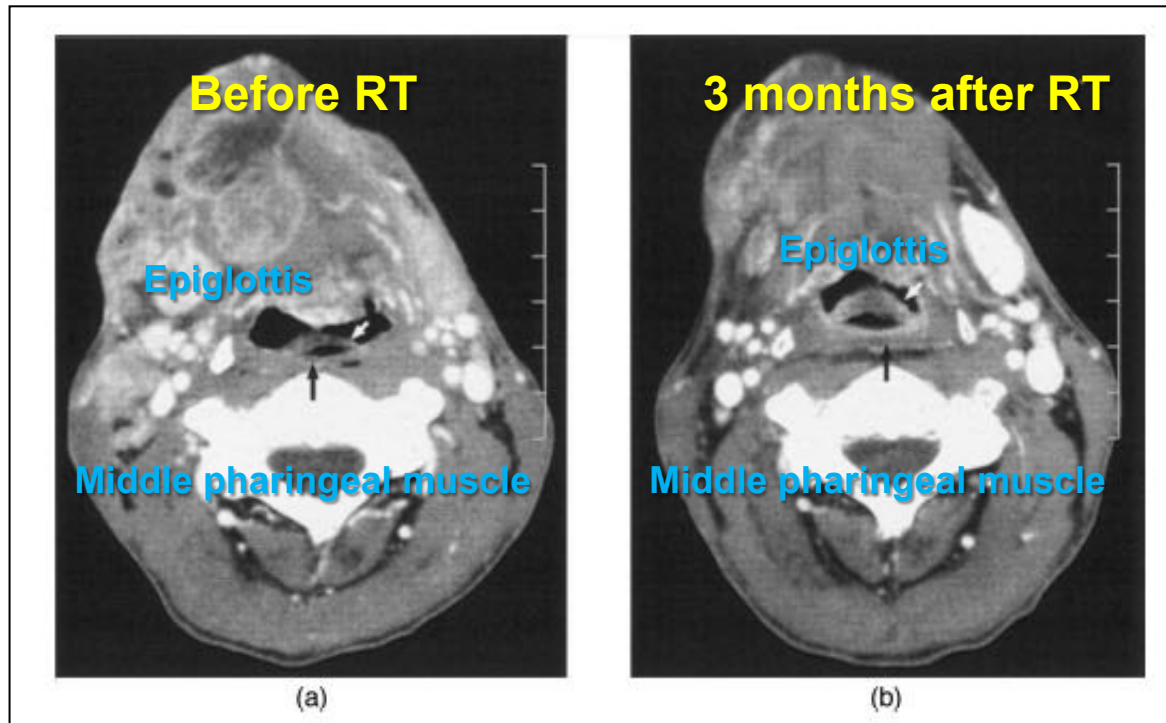 Before RT
3 months after RT
Epiglottis
Epiglottis
Middle pharingeal muscle
Middle pharingeal muscle
(a)
(b)